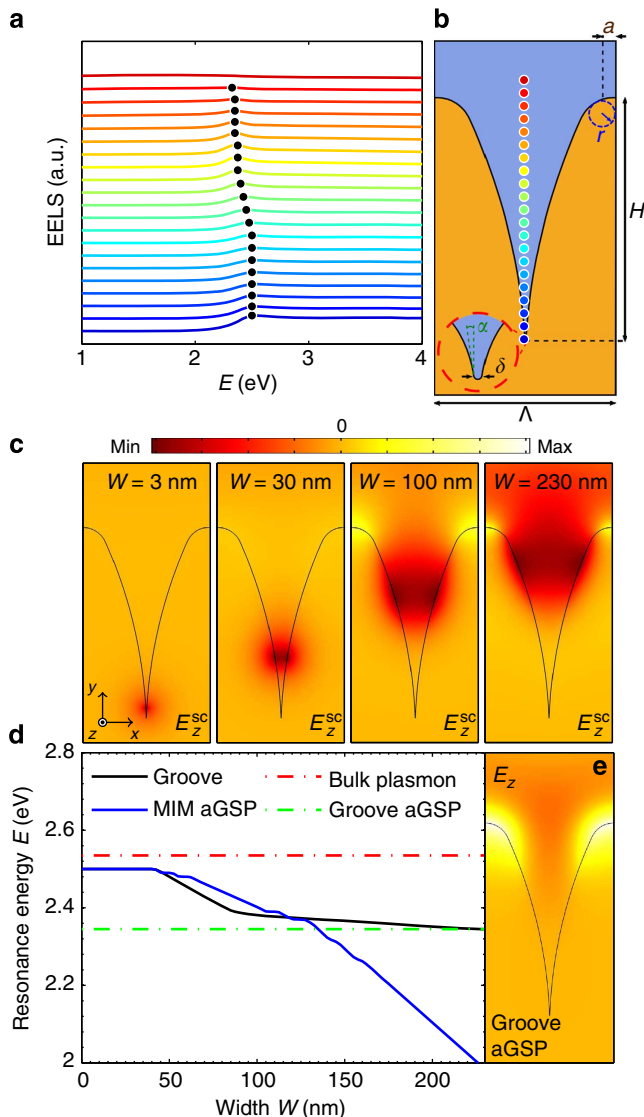 a
EELS (a.u.)
1 2 3 4
E (eV)
b
a
r
H
α
δ
Λ
c
0
Min Max
W = 3 nm W = 30 nm W = 100 nm W = 230 nm
y
z x
E_z^sc E_z^sc E_z^sc E_z^sc
d
Resonance energy E (eV)
2.8
2.6
2.4
2.2
2
Groove Bulk plasmon
MIM aGSP Groove aGSP
0 50 100 150 200
Width W (nm)
E_z e
Groove
aGSP